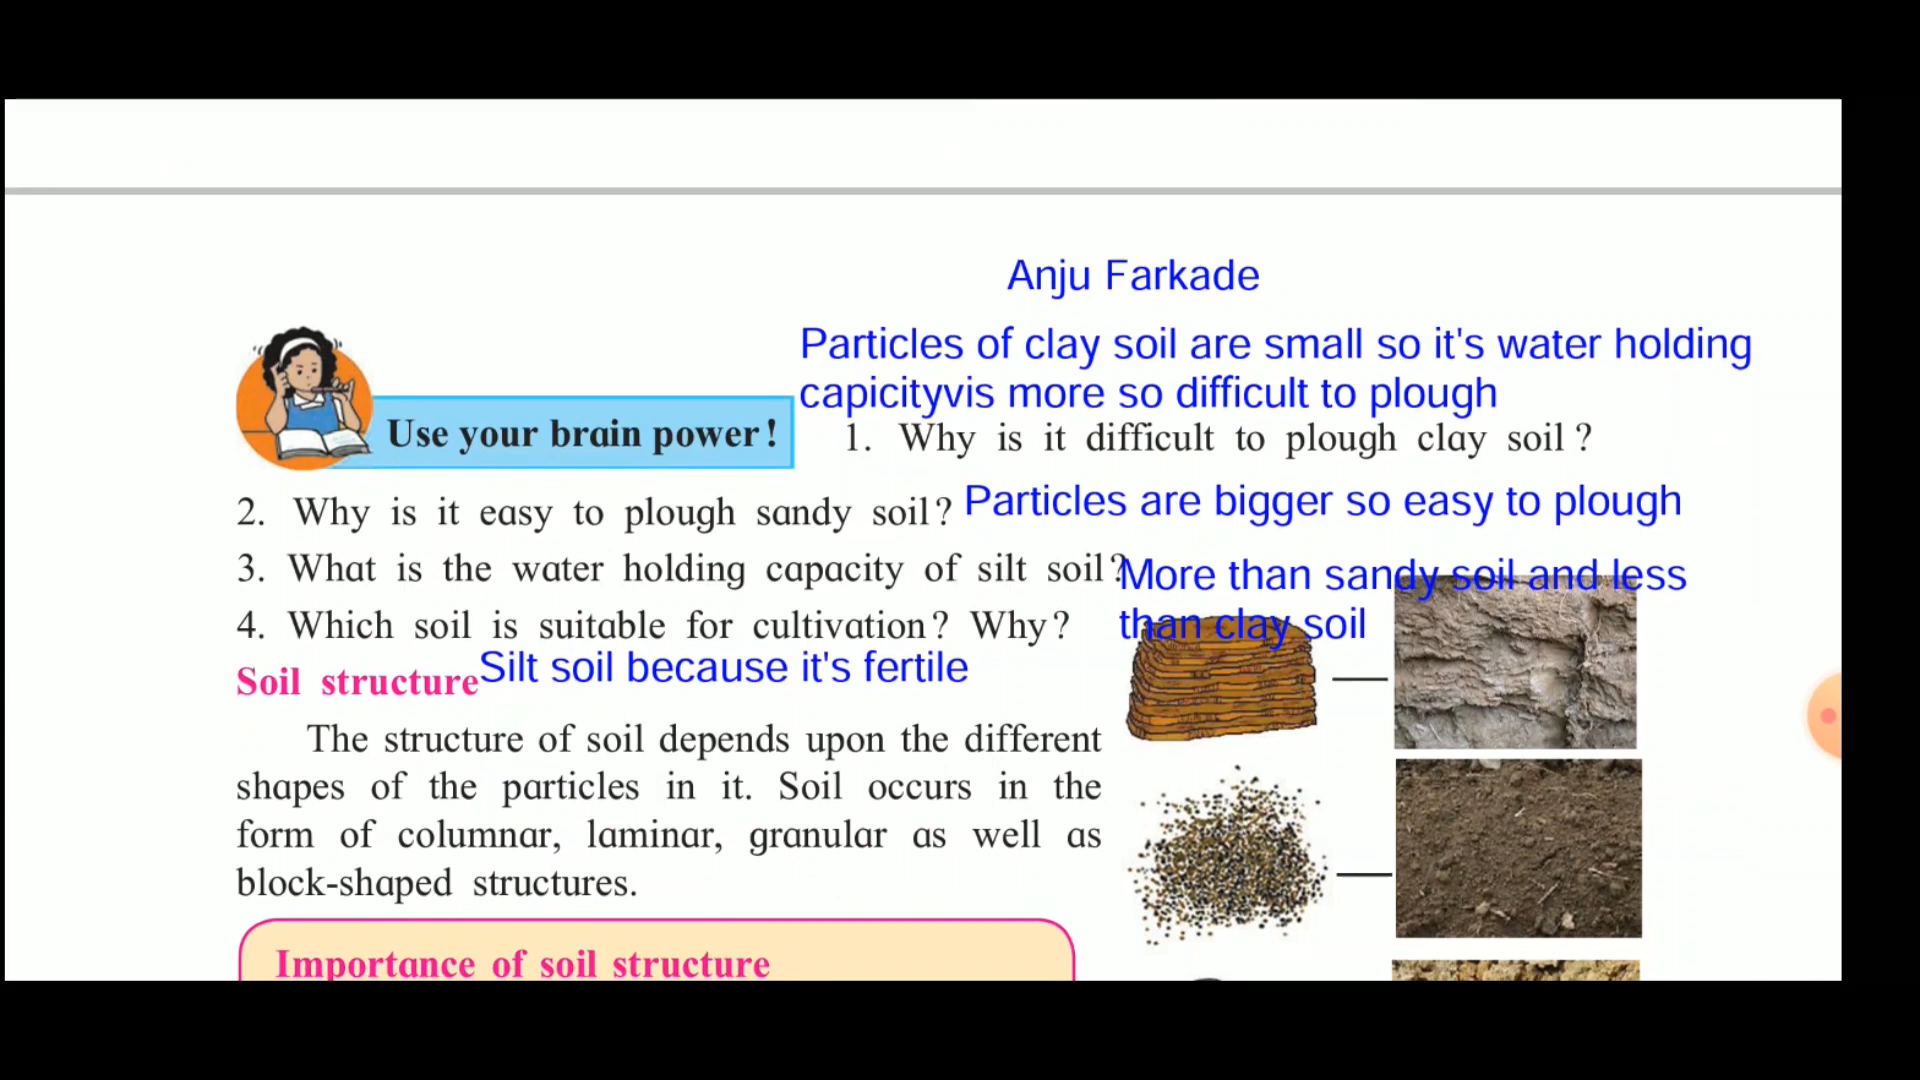 Anju Farkade
Particles of clay soil are small so it's water holding
capicityvis more so difficult to plough
Use your brain power!
1. Why is it difficult to plough clay soil?
2. Why is it easy to plough sandy soil?
Particles are bigger so easy to plough
3. What is the water holding capacity of silt soil?
More than sandy soil and less
than clay soil
4. Which soil is suitable for cultivation? Why?
Silt soil because it's fertile
Soil structure
The structure of soil depends upon the different
shapes of the particles in it. Soil occurs in the
form of columnar, laminar, granular as well as
block-shaped structures.
Importance of soil structure